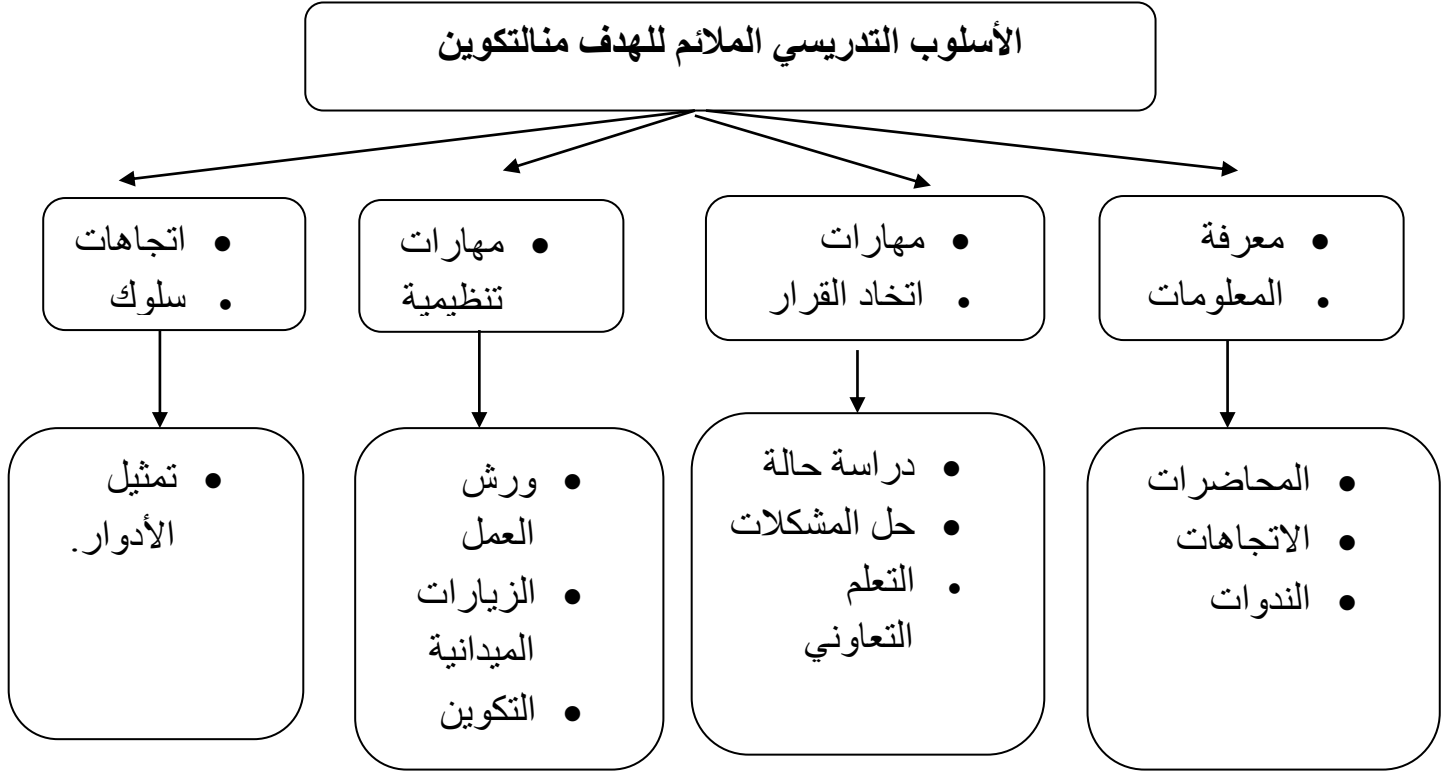 الأسلوب التدريسي الملائم للهدف منالتكوين
• معرفة
• المعلومات
• مهارات
• اتخاد القرار
• مهارات
تنظيمية
• اتجاهات
• سلوك
• المحاضرات
• الاتجاهات
• الندوات
• دراسة حالة
• حل المشكلات
• التعلم
التعاوني
• ورش
العمل
• الزيارات
الميدانية
• التكوين
• تمثيل
الأدوار.